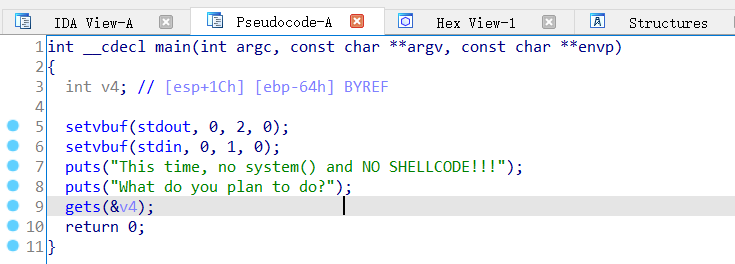 IDA View-A Pseudocode-A Hex View-1 Structures
1 int __cdecl main(int argc, const char **argv, const char **envp)
2 {
3 int v4; // [esp+1Ch] [ebp-64h] BYREF
4
5 setvbuf(stdout, 0, 2, 0);
6 setvbuf(stdin, 0, 1, 0);
7 puts("This time, no system() and NO SHELLCODE!!!");
8 puts("What do you plan to do?");
9 gets(&v4);
10 return 0;
11 }